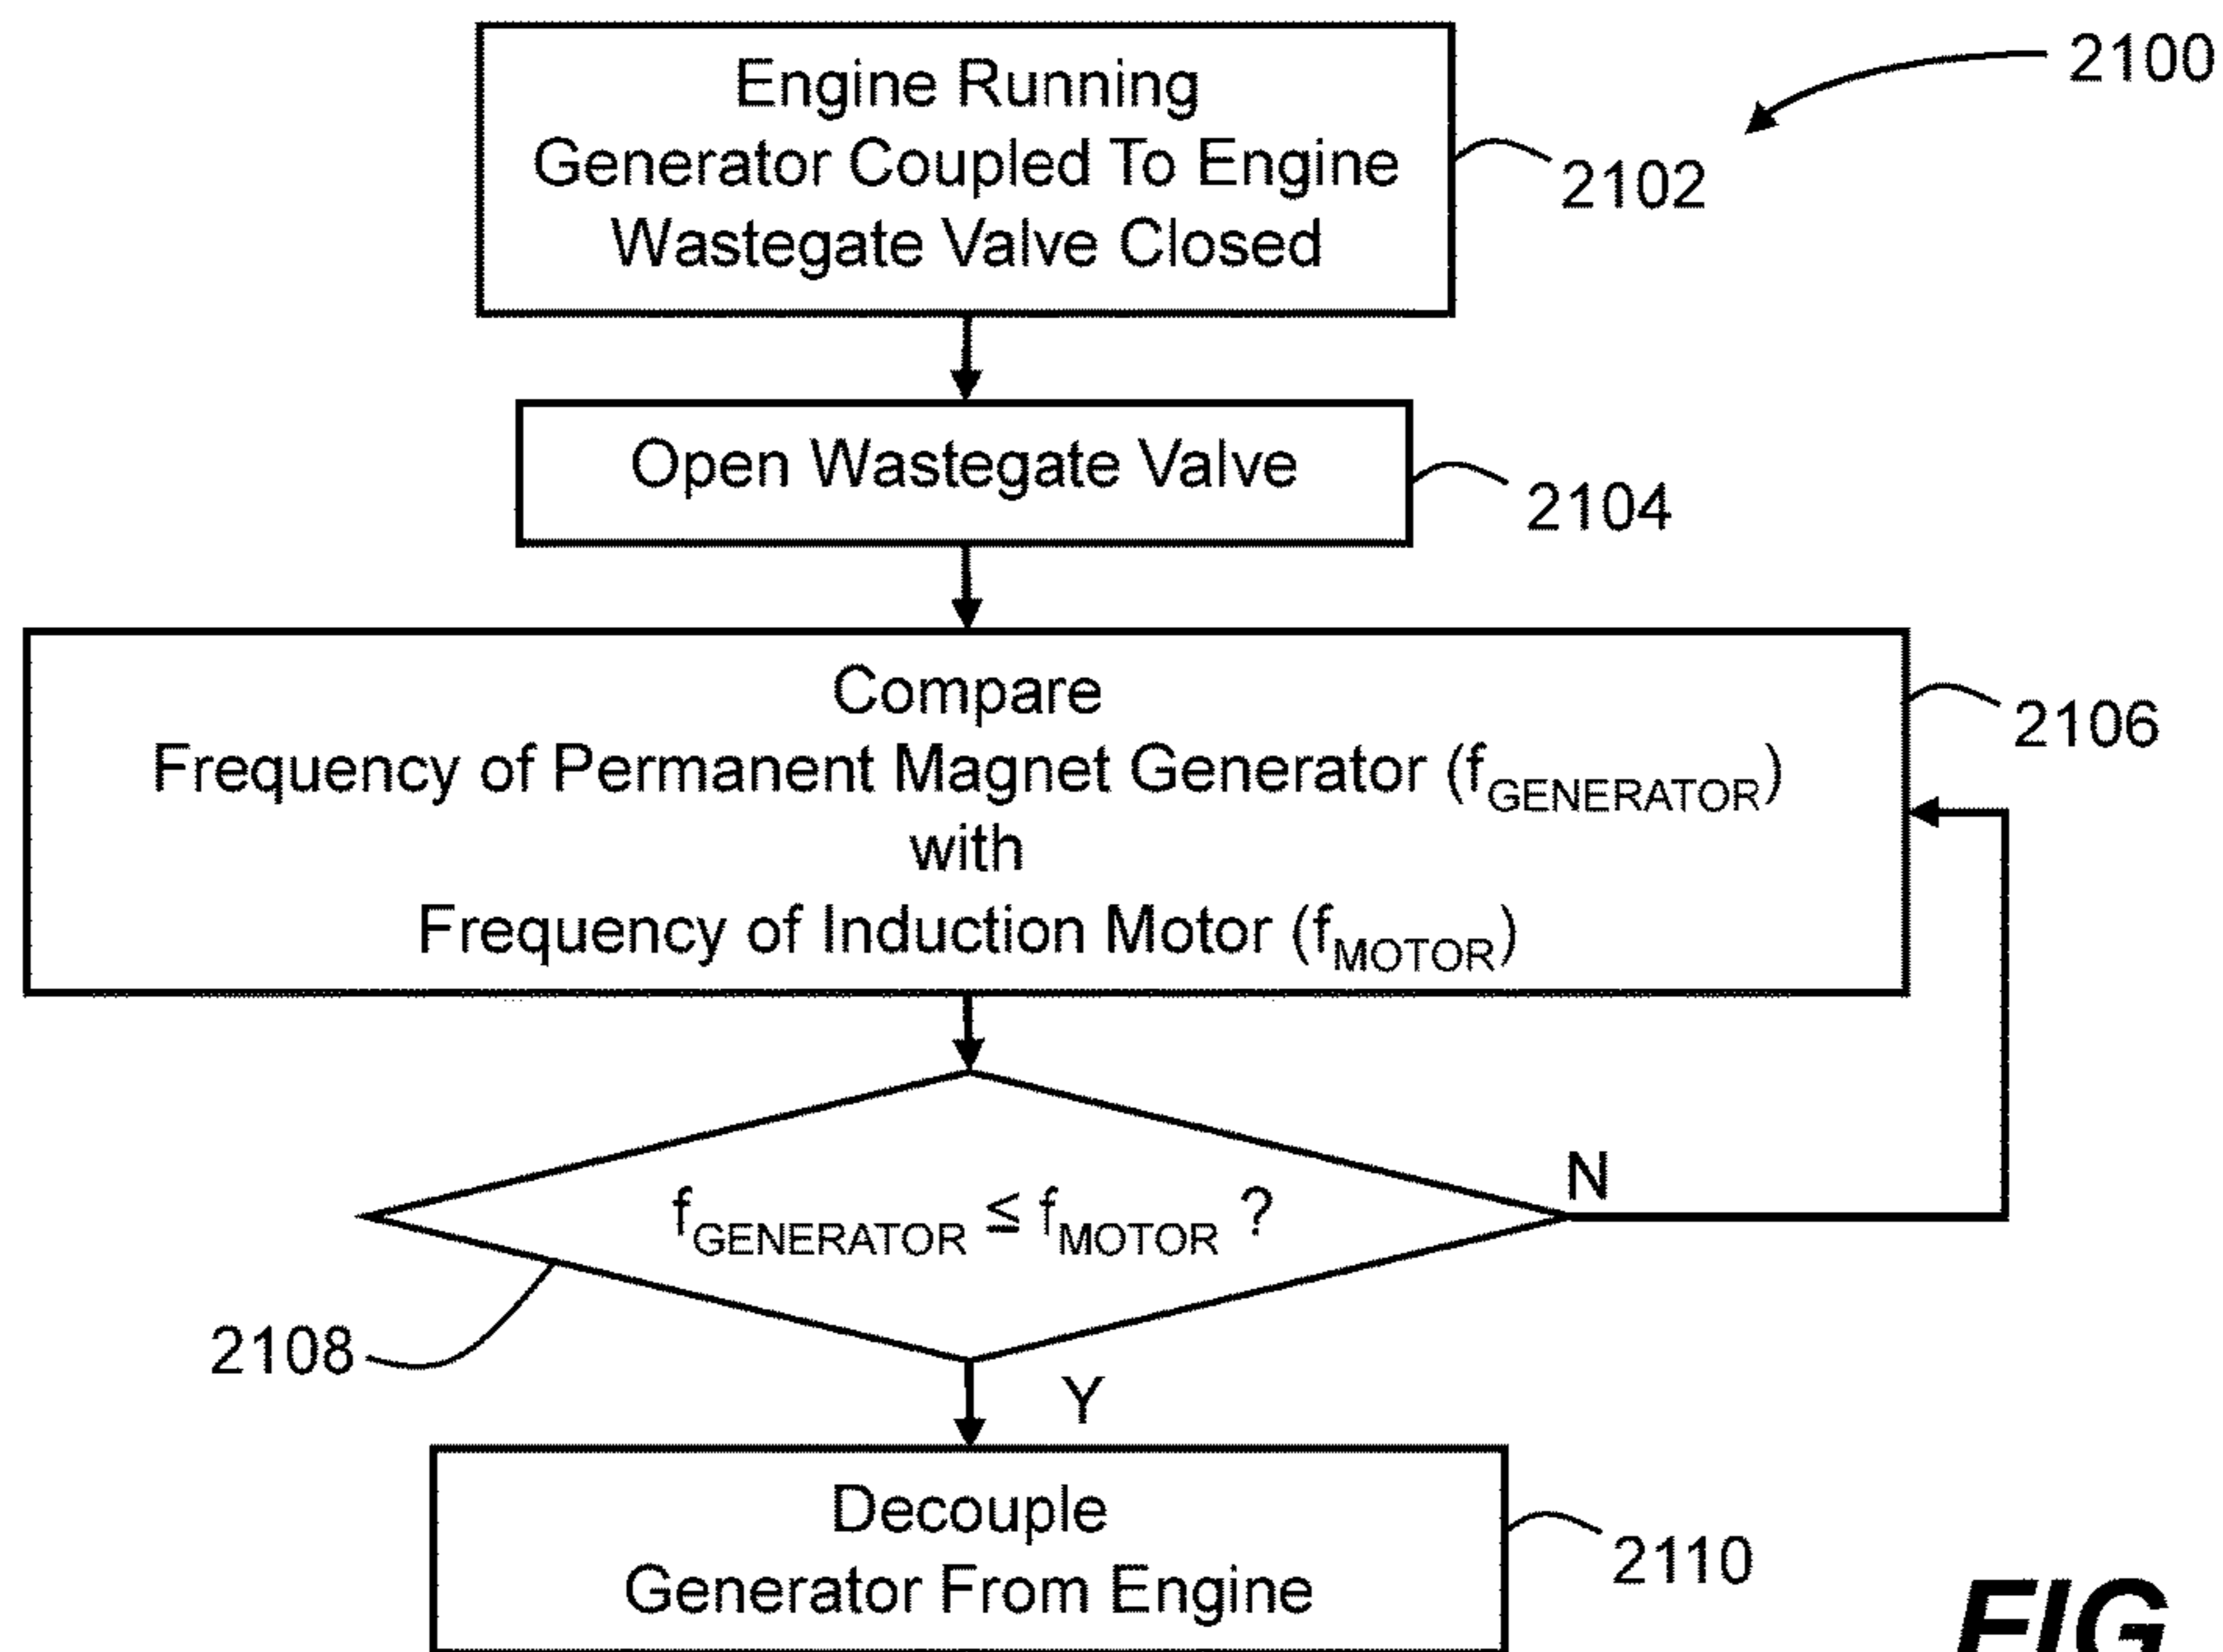 2100
Engine Running
Generator Coupled To Engine
Wastegate Valve Closed
2102
Open Wastegate Valve
2104
Compare
Frequency of Permanent Magnet Generator (fGENERATOR)
with
Frequency of Induction Motor (fMOTOR)
2106
fGENERATOR ≤ fMOTOR ?
N
2108
Y
Decouple
Generator From Engine
2110
FIG